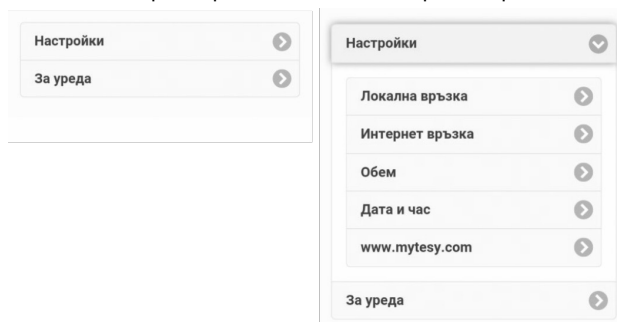 Настройки
За уреда
Настройки
Локална връзка
Интернет връзка
Обем
Дата и час
www.mytesy.com
За уреда